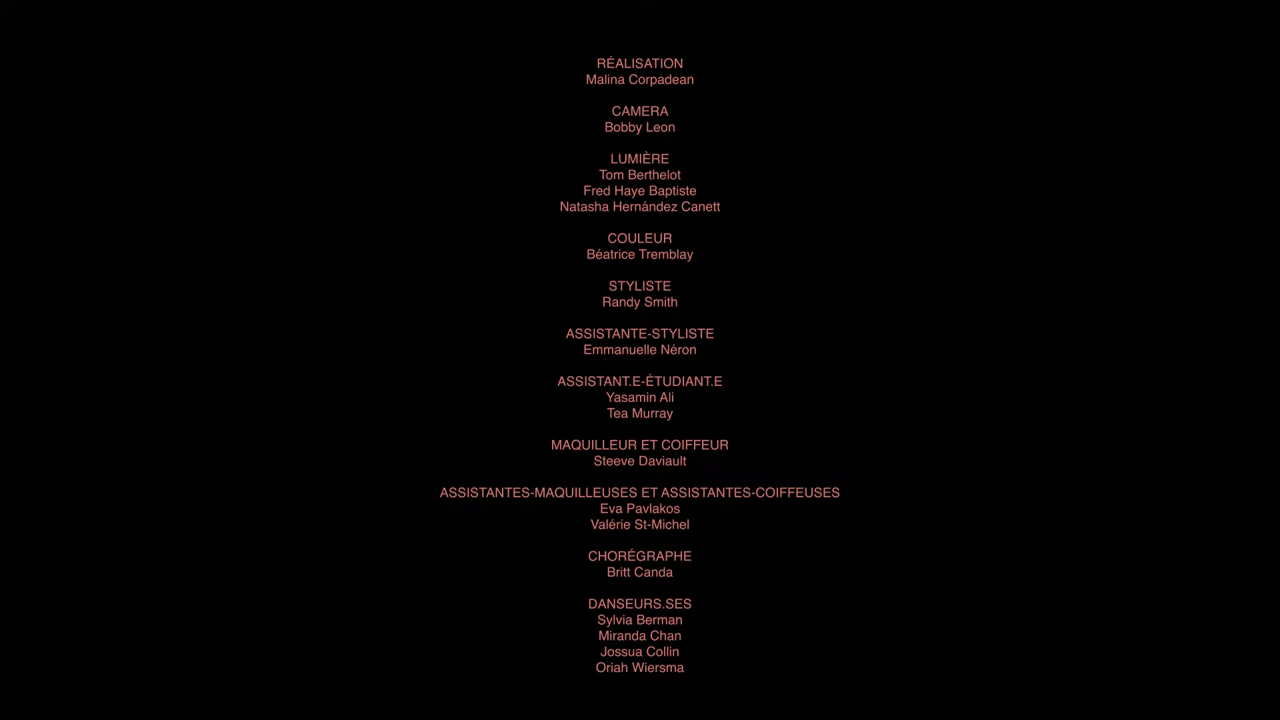 RÉALISATION
Malina Corpadean
CAMERA
Bobby Leon
LUMIÈRE
Tom Berthelot
Fred Haye Baptiste
Natasha Hernández Canett
COULEUR
Béatrice Tremblay
STYLISTE
Randy Smith
ASSISTANTE-STYLISTE
Emmanuelle Néron
ASSISTANT.E-ÉTUDIANT.E
Yasamin Ali
Tea Murray
MAQUILLEUR ET COIFFEUR
Steeve Daviault
ASSISTANTES-MAQUILLEUSES ET ASSISTANTES-COIFFEUSES
Eva Pavlakos
Valérie St-Michel
CHORÉGRAPHE
Britt Canda
DANSEURS.SES
Sylvia Berman
Miranda Chan
Jossua Collin
Oriah Wiersma